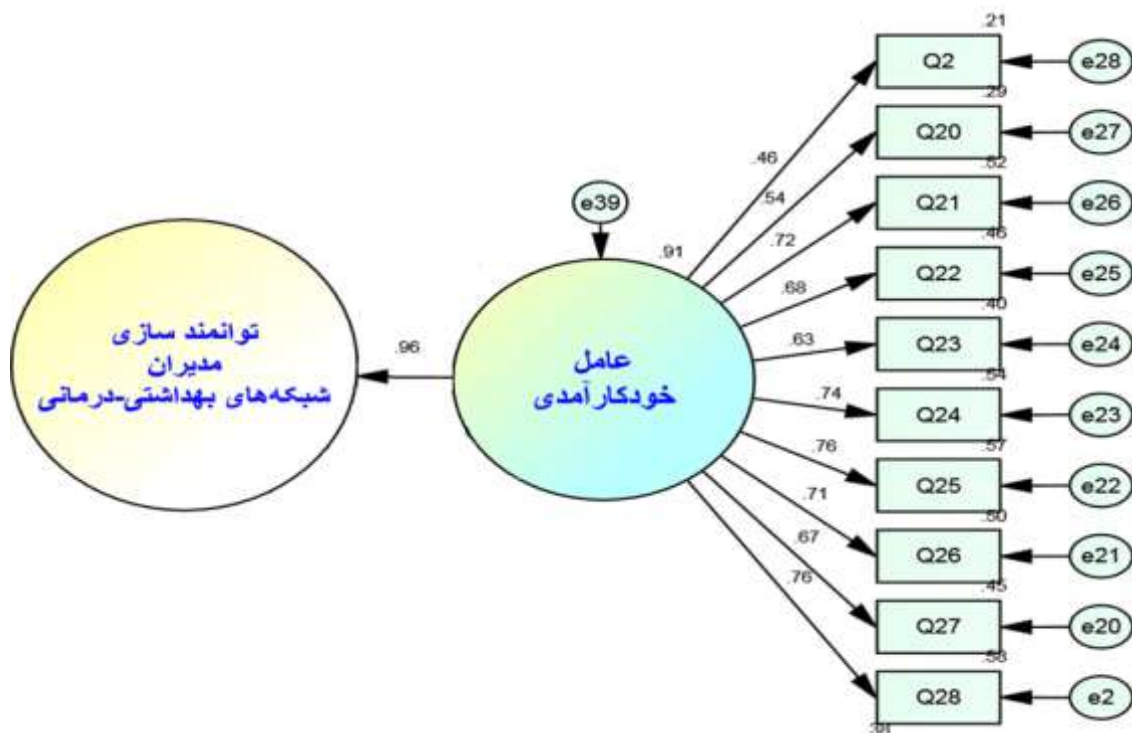 .21
Q2
e28
.29
Q20
e27
.46
.52
.54
Q21
e26
e39
.72
.46
.91
Q22
e25
.68
.40
توانمند سازی
مدیران
شبکه‌های بهداشتی-درمانی
.96
عامل
خودکارآمدی
.63
Q23
e24
.54
.74
Q24
e23
.57
.76
Q25
e22
.50
.71
Q26
e21
.45
.67
Q27
e20
.76
.58
Q28
e2